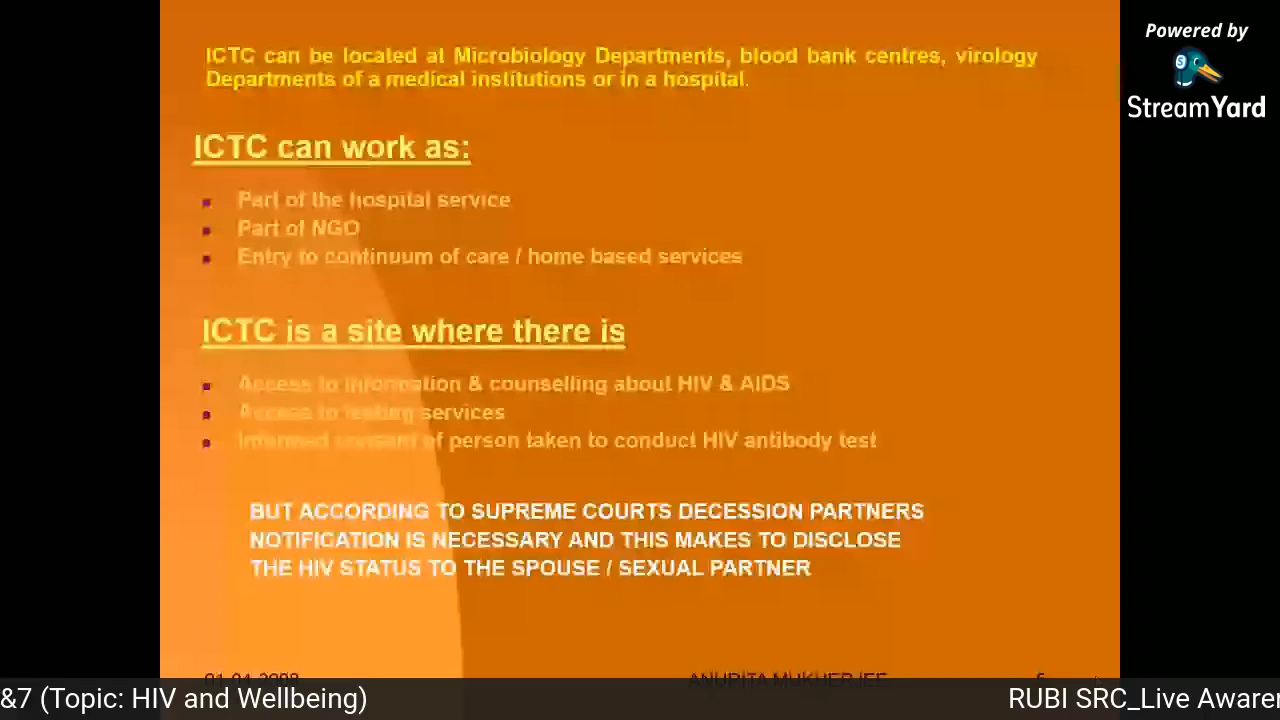 Powered by
StreamYard
ICTC can be located at Microbiology Departments, blood bank centres, virology
Departments of a medical institutions or in a hospital.
ICTC can work as:
Part of the hospital service
Part of NGO
Entry to continuum of care / home based services
ICTC is a site where there is
Access to information & counselling about HIV & AIDS
Access to testing services
Informed consent of person taken to conduct HIV antibody test
BUT ACCORDING TO SUPREME COURTS DECESSION PARTNERS
NOTIFICATION IS NECESSARY AND THIS MAKES TO DISCLOSE
THE HIV STATUS TO THE SPOUSE / SEXUAL PARTNER
ANURITA MUKHERJEE
&7 (Topic: HIV and Wellbeing) RUBI SRC_Live Awarer